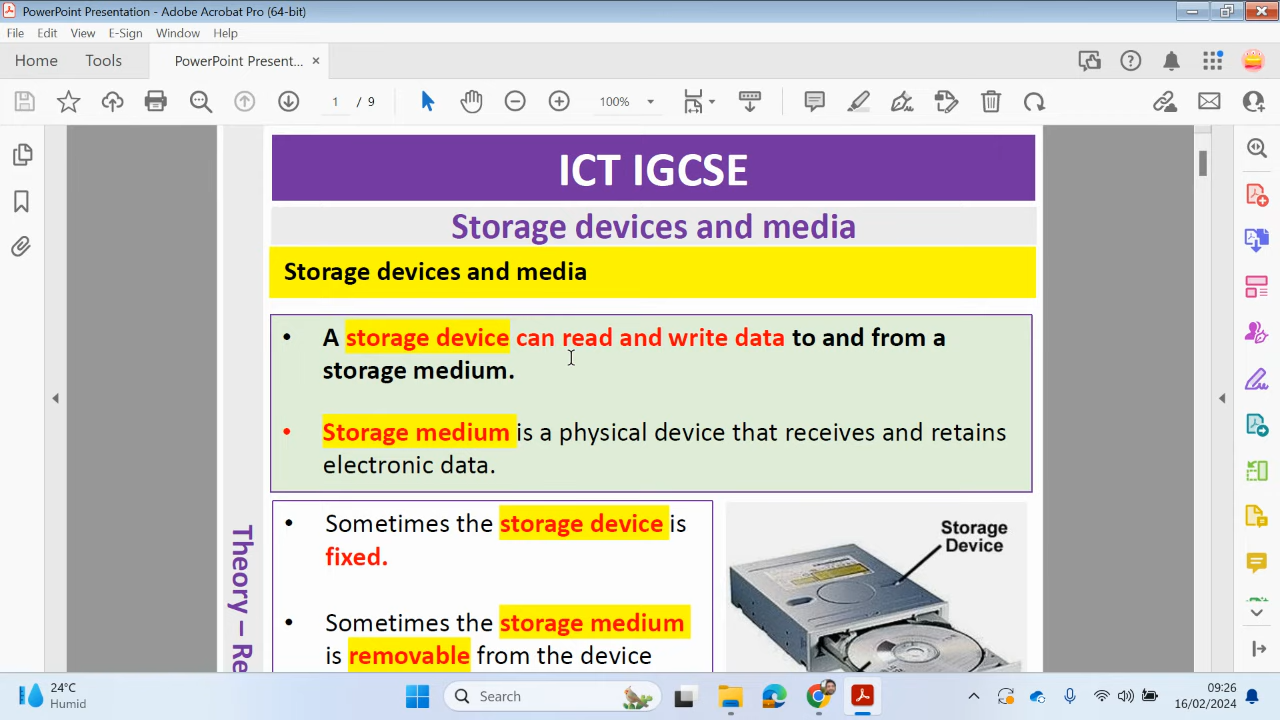 PowerPoint Presentation - Adobe Acrobat Pro (64-bit)
File Edit View E-Sign Window Help
Home Tools PowerPoint Present... ×
1 / 9 100%
ICT IGCSE
Storage devices and media
Storage devices and media
• A storage device can read and write data to and from a
storage medium.
• Storage medium is a physical device that receives and retains
electronic data.
• Sometimes the storage device is
fixed.
• Sometimes the storage medium
is removable from the device
Storage
Device
Theory – Re
24°C
Humid
Search
09:26
16/02/2024